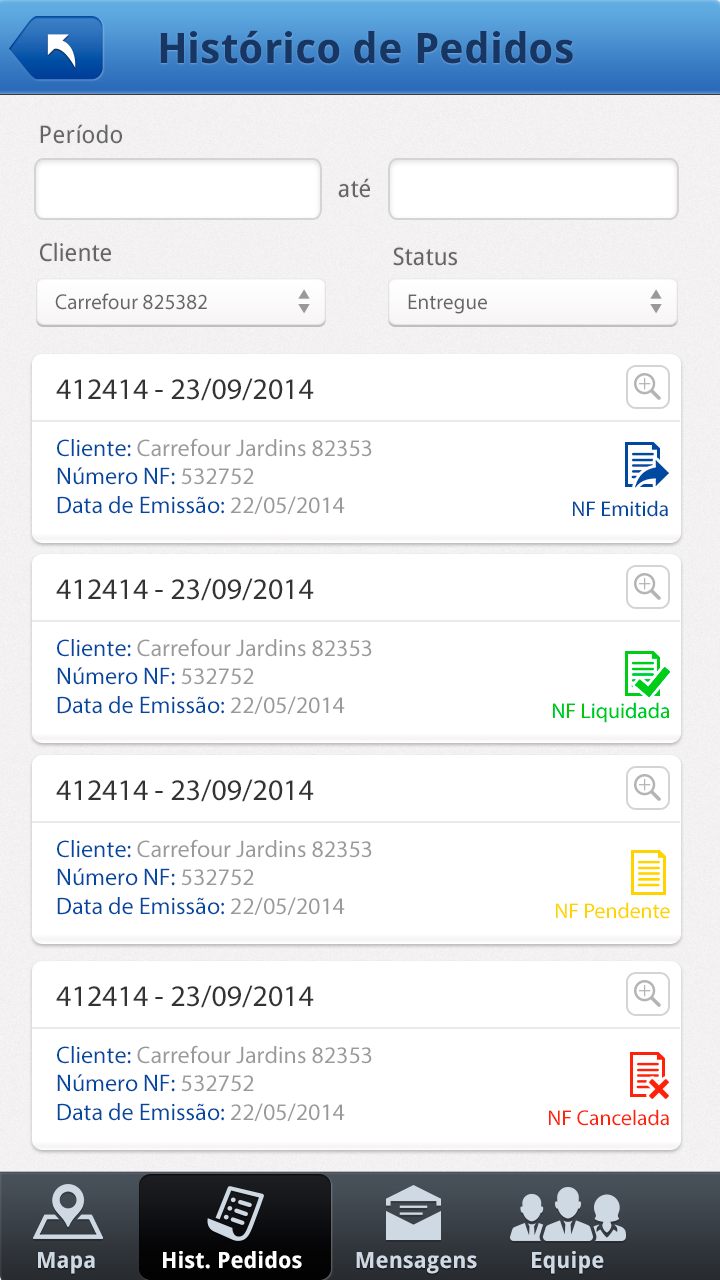 Histórico de Pedidos
Período
até
Cliente
Status
Carrefour 825382
Entregue
412414 - 23/09/2014
Cliente: Carrefour Jardins 82353
Número NF: 532752
Data de Emissão: 22/05/2014
NF Emitida
412414 - 23/09/2014
Cliente: Carrefour Jardins 82353
Número NF: 532752
Data de Emissão: 22/05/2014
NF Liquidada
412414 - 23/09/2014
Cliente: Carrefour Jardins 82353
Número NF: 532752
Data de Emissão: 22/05/2014
NF Pendente
412414 - 23/09/2014
Cliente: Carrefour Jardins 82353
Número NF: 532752
Data de Emissão: 22/05/2014
NF Cancelada
Mapa
Hist. Pedidos
Mensagens
Equipe